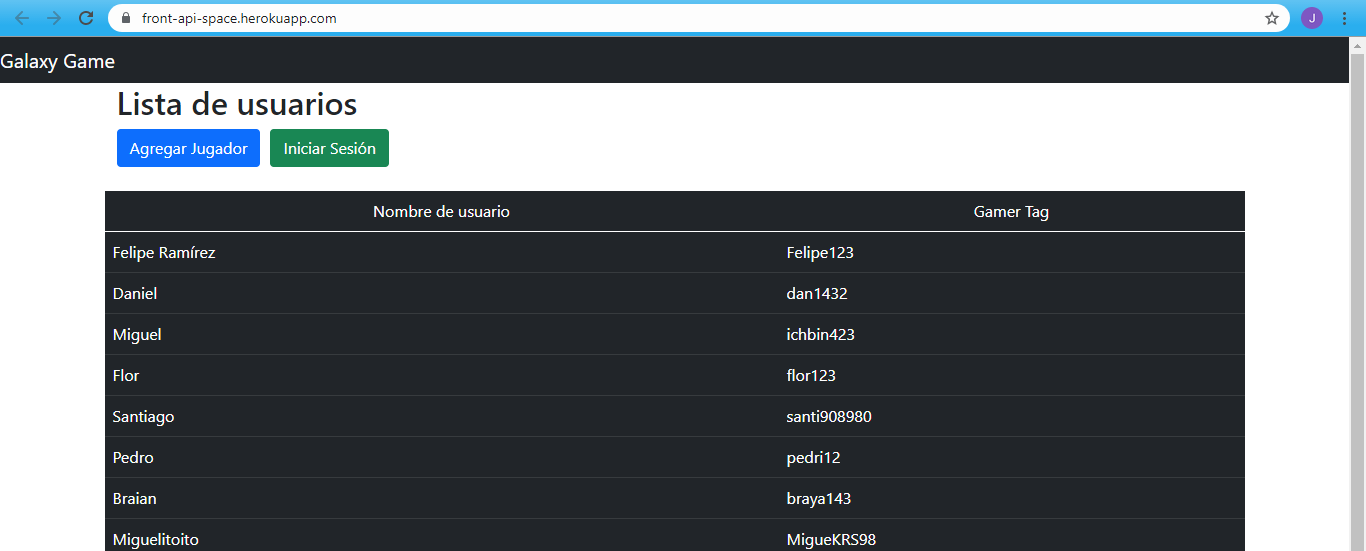 front-api-space.herokuapp.com
J
Galaxy Game
Lista de usuarios
Agregar Jugador Iniciar Sesión
Nombre de usuario Gamer Tag
Felipe Ramírez Felipe123
Daniel dan1432
Miguel ichbin423
Flor flor123
Santiago santi908980
Pedro pedri12
Braian braya143
Miguelitoito MigueKRS98